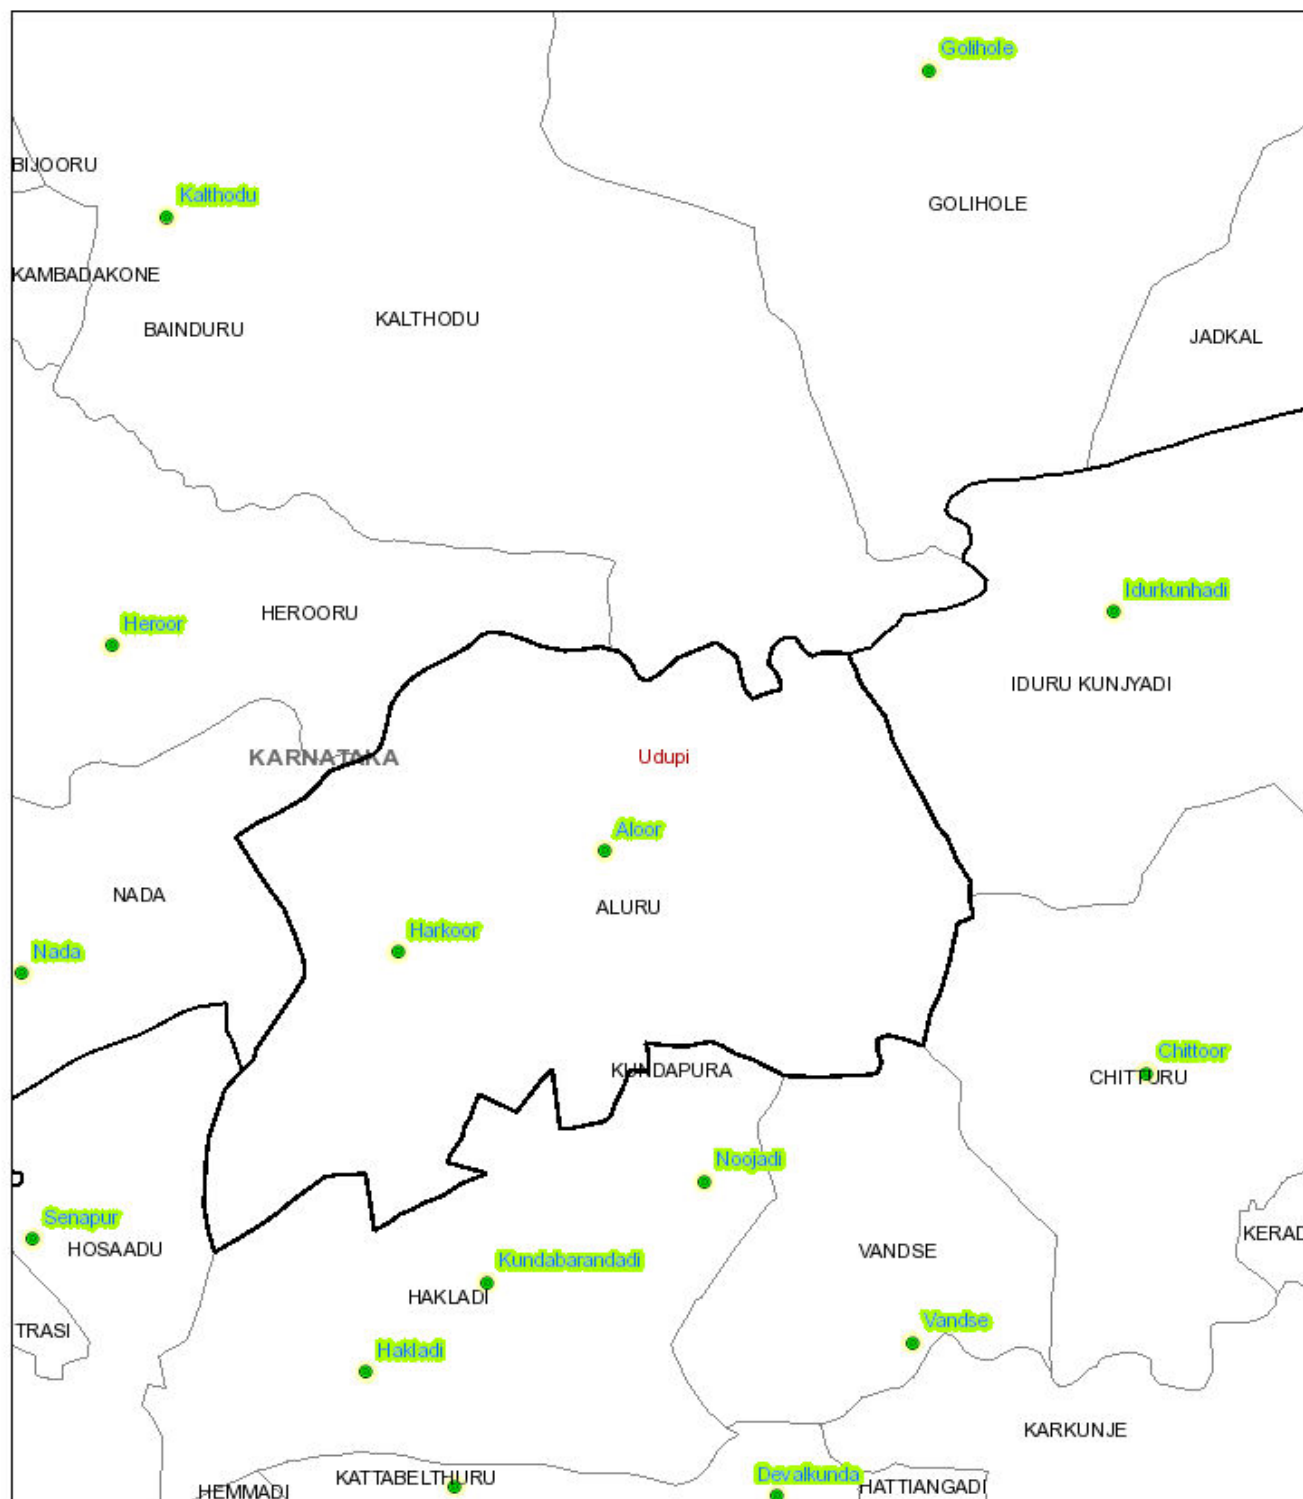 Golihole
BIJOORU
Kalthodu
GOLIHOLE
KAMBADAKONE
KALTHODU
BAINDURU
JADKAL
Idurkunhadi
HEROORU
Heroor
IDURU KUNJYADI
KARNATAKA
Udupi
Aloor
NADA
ALURU
Harkoor
Nada
Chittoor
KUNDAPURA
CHITTURU
Noojadi
Senapur
KERAD
HOSAADU
VANDSE
Kundabarandadi
HAKLADI
Vandse
TRASI
Hakladi
KARKUNJE
Devalkunda
KATTABELTHURU
HATTIANGADI
HEMMADI